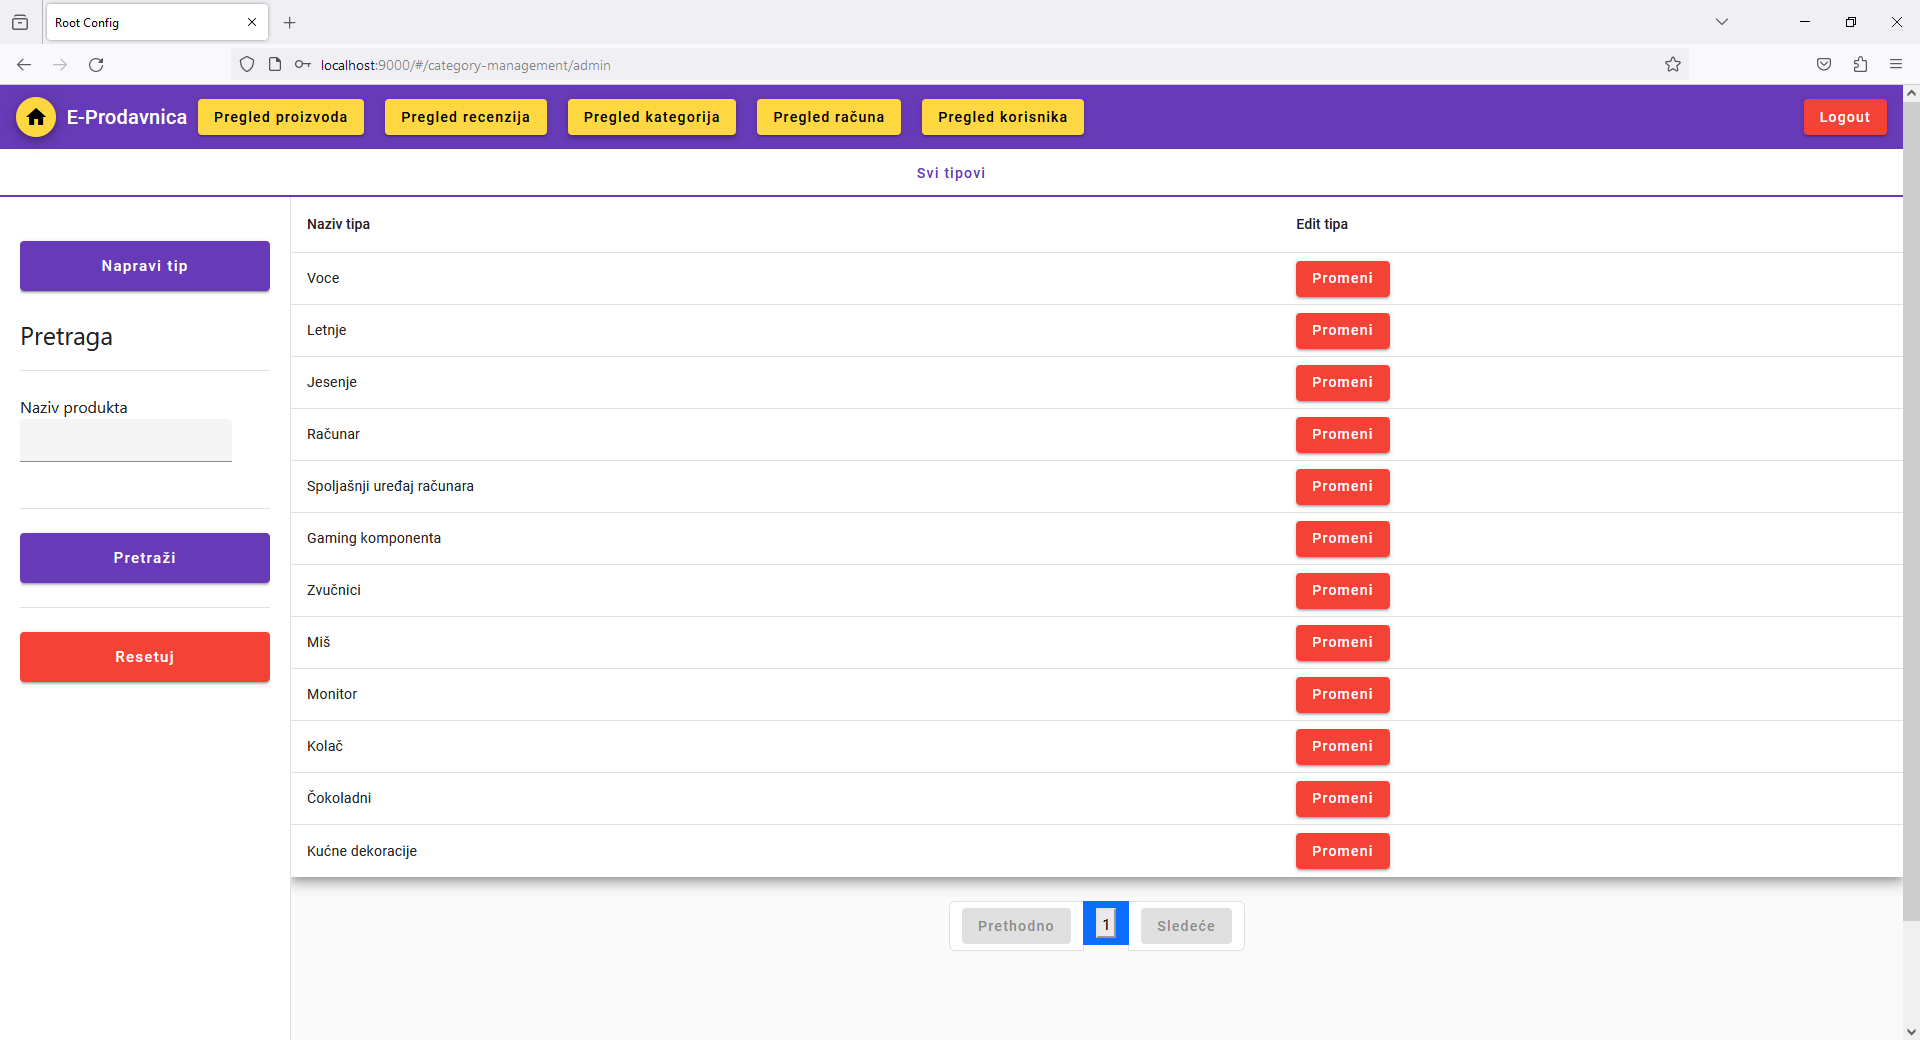 Root Config
localhost:9000/#/category-management/admin
E-Prodavnica Pregled proizvoda Pregled recenzija Pregled kategorija Pregled računa Pregled korisnika Logout
Svi tipovi
Napravi tip
Pretraga
Naziv produkta
Pretraži
Resetuj
Naziv tipa Edit tipa
Voce Promeni
Letnje Promeni
Jesenje Promeni
Računar Promeni
Spoljašnji uređaj računara Promeni
Gaming komponenta Promeni
Zvučnici Promeni
Miš Promeni
Monitor Promeni
Kolač Promeni
Čokoladni Promeni
Kućne dekoracije Promeni
Prethodno 1 Sledeće